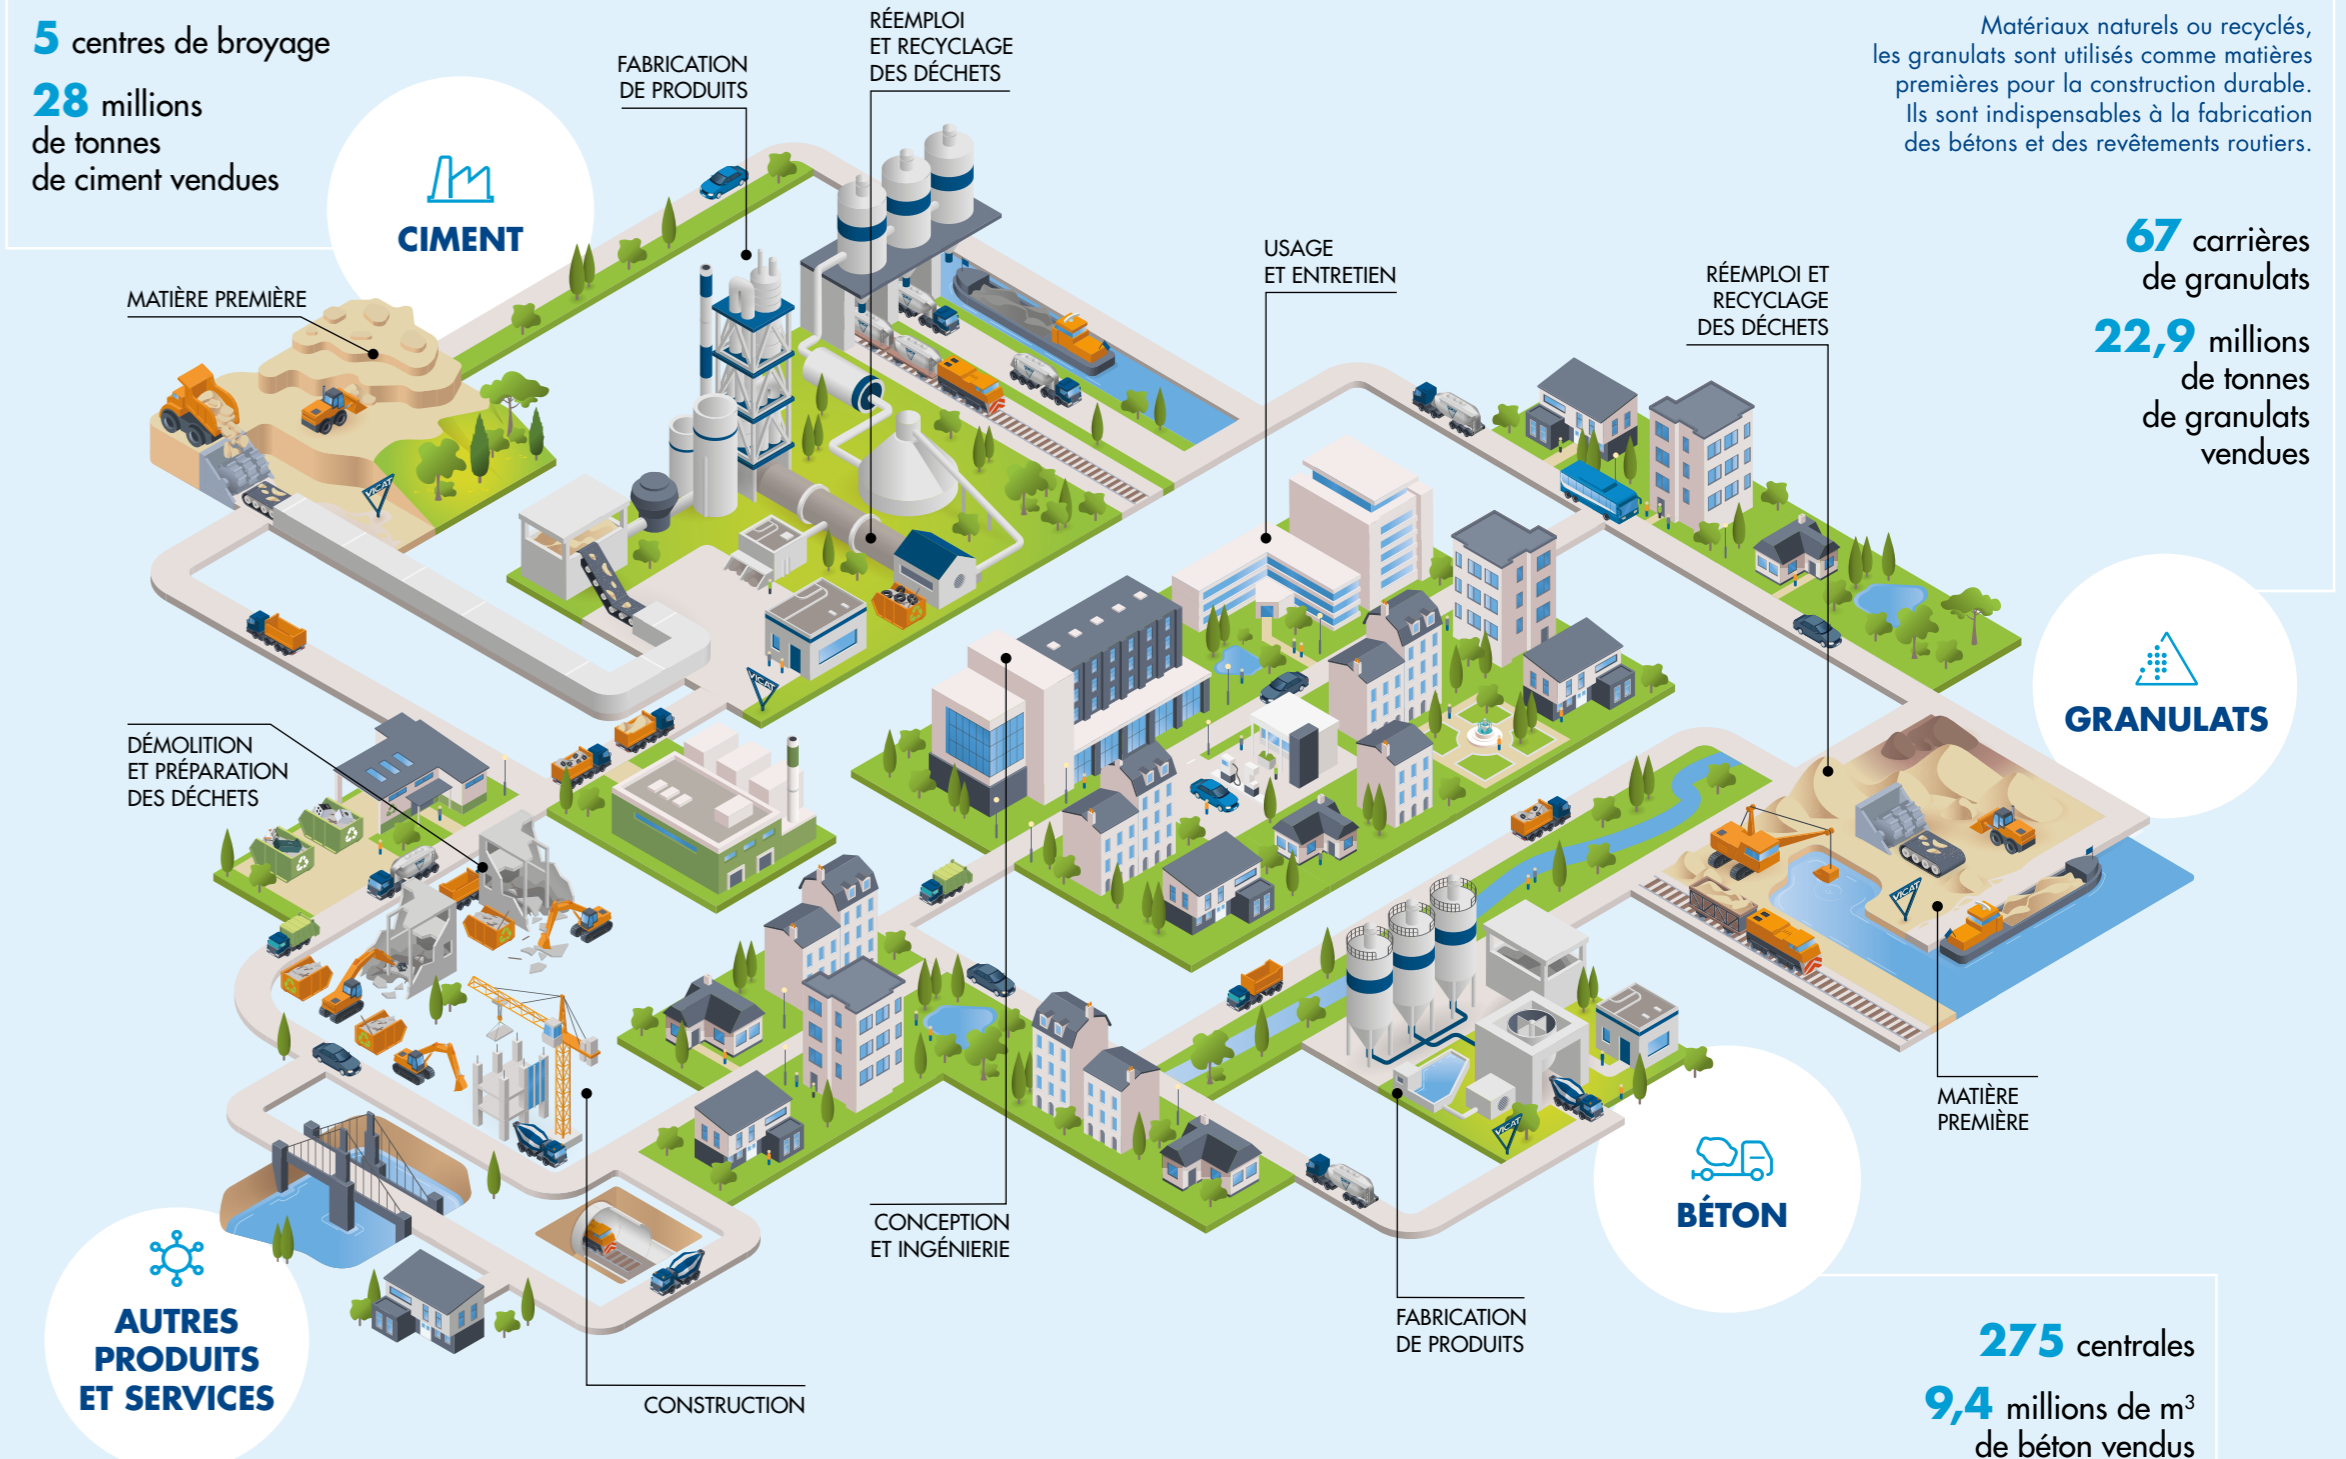 5 centres de broyage
28 millions
de tonnes
de ciment vendues
CIMENT
FABRICATION
DE PRODUITS
RÉEMPLOI
ET RECYCLAGE
DES DÉCHETS
Matériaux naturels ou recyclés,
les granulats sont utilisés comme matières
premières pour la construction durable.
Ils sont indispensables à la fabrication
des bétons et des revêtements routiers.
67 carrières
de granulats
22,9 millions
de tonnes
de granulats
vendues
MATIÈRE PREMIÈRE
USAGE
ET ENTRETIEN
RÉEMPLOI ET
RECYCLAGE
DES DÉCHETS
VICAT
VICAT
GRANULATS
DÉMOLITION
ET PRÉPARATION
DES DÉCHETS
VICAT
MATIÈRE
PREMIÈRE
VICAT
BÉTON
CONCEPTION
ET INGÉNIERIE
FABRICATION
DE PRODUITS
AUTRES
PRODUITS
ET SERVICES
CONSTRUCTION
275 centrales
9,4 millions de m³
de béton vendus